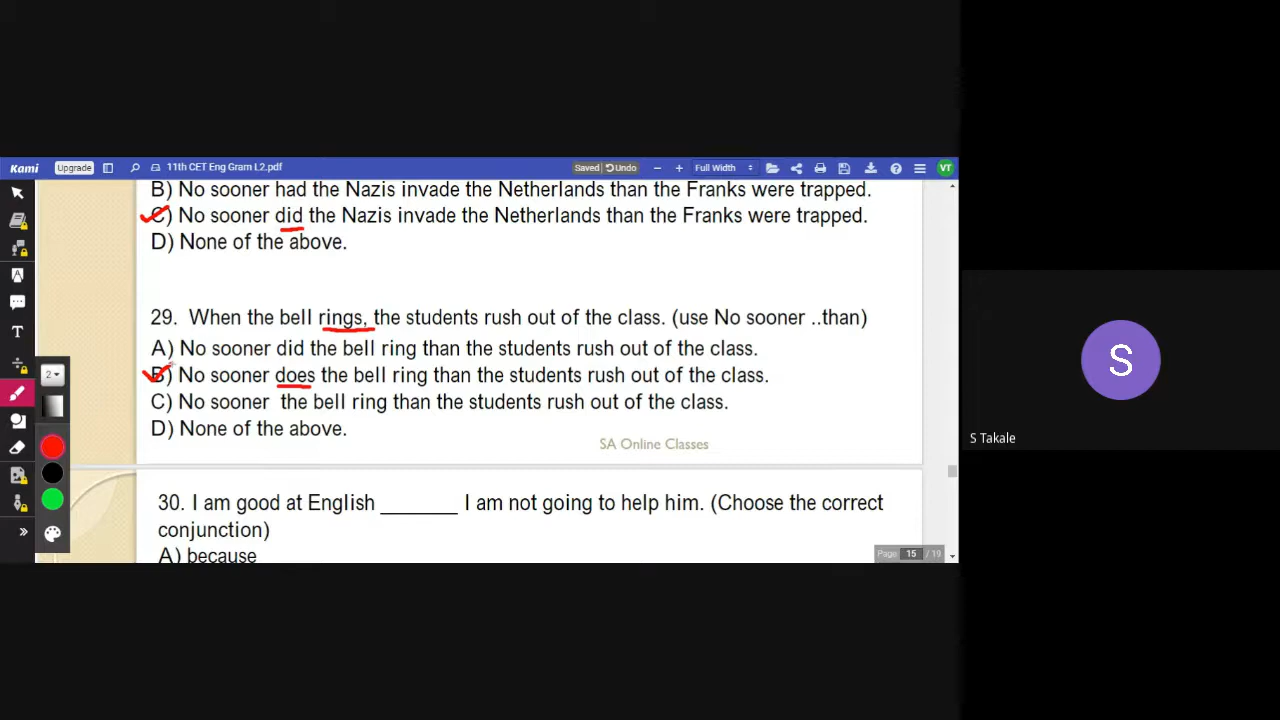 Kami Upgrade 11th CET Eng Gram L2.pdf Saved Undo − + Full Width VT
B) No sooner had the Nazis invade the Netherlands than the Franks were trapped.
C) No sooner did the Nazis invade the Netherlands than the Franks were trapped.
D) None of the above.
29. When the bell rings, the students rush out of the class. (use No sooner ..than)
A) No sooner did the bell ring than the students rush out of the class.
B) No sooner does the bell ring than the students rush out of the class.
C) No sooner the bell ring than the students rush out of the class.
D) None of the above.
SA Online Classes
30. I am good at English _______ I am not going to help him. (Choose the correct
conjunction)
A) because
Page 15 / 19
2
T
S
S Takale